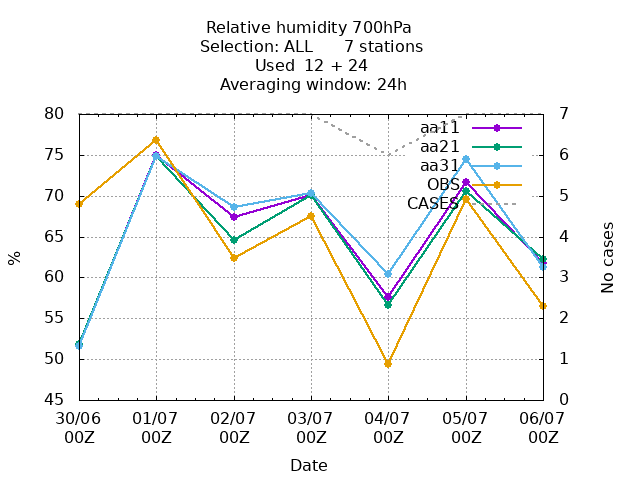 Relative humidity 700hPa
Selection: ALL 7 stations
Used 12 + 24
Averaging window: 24h
80
75
70
65
60
55
50
45
%
7
6
5
4
3
2
1
0
No cases
aa11
aa21
aa31
OBS
CASES
30/06 01/07 02/07 03/07 04/07 05/07 06/07
00Z 00Z 00Z 00Z 00Z 00Z 00Z
Date